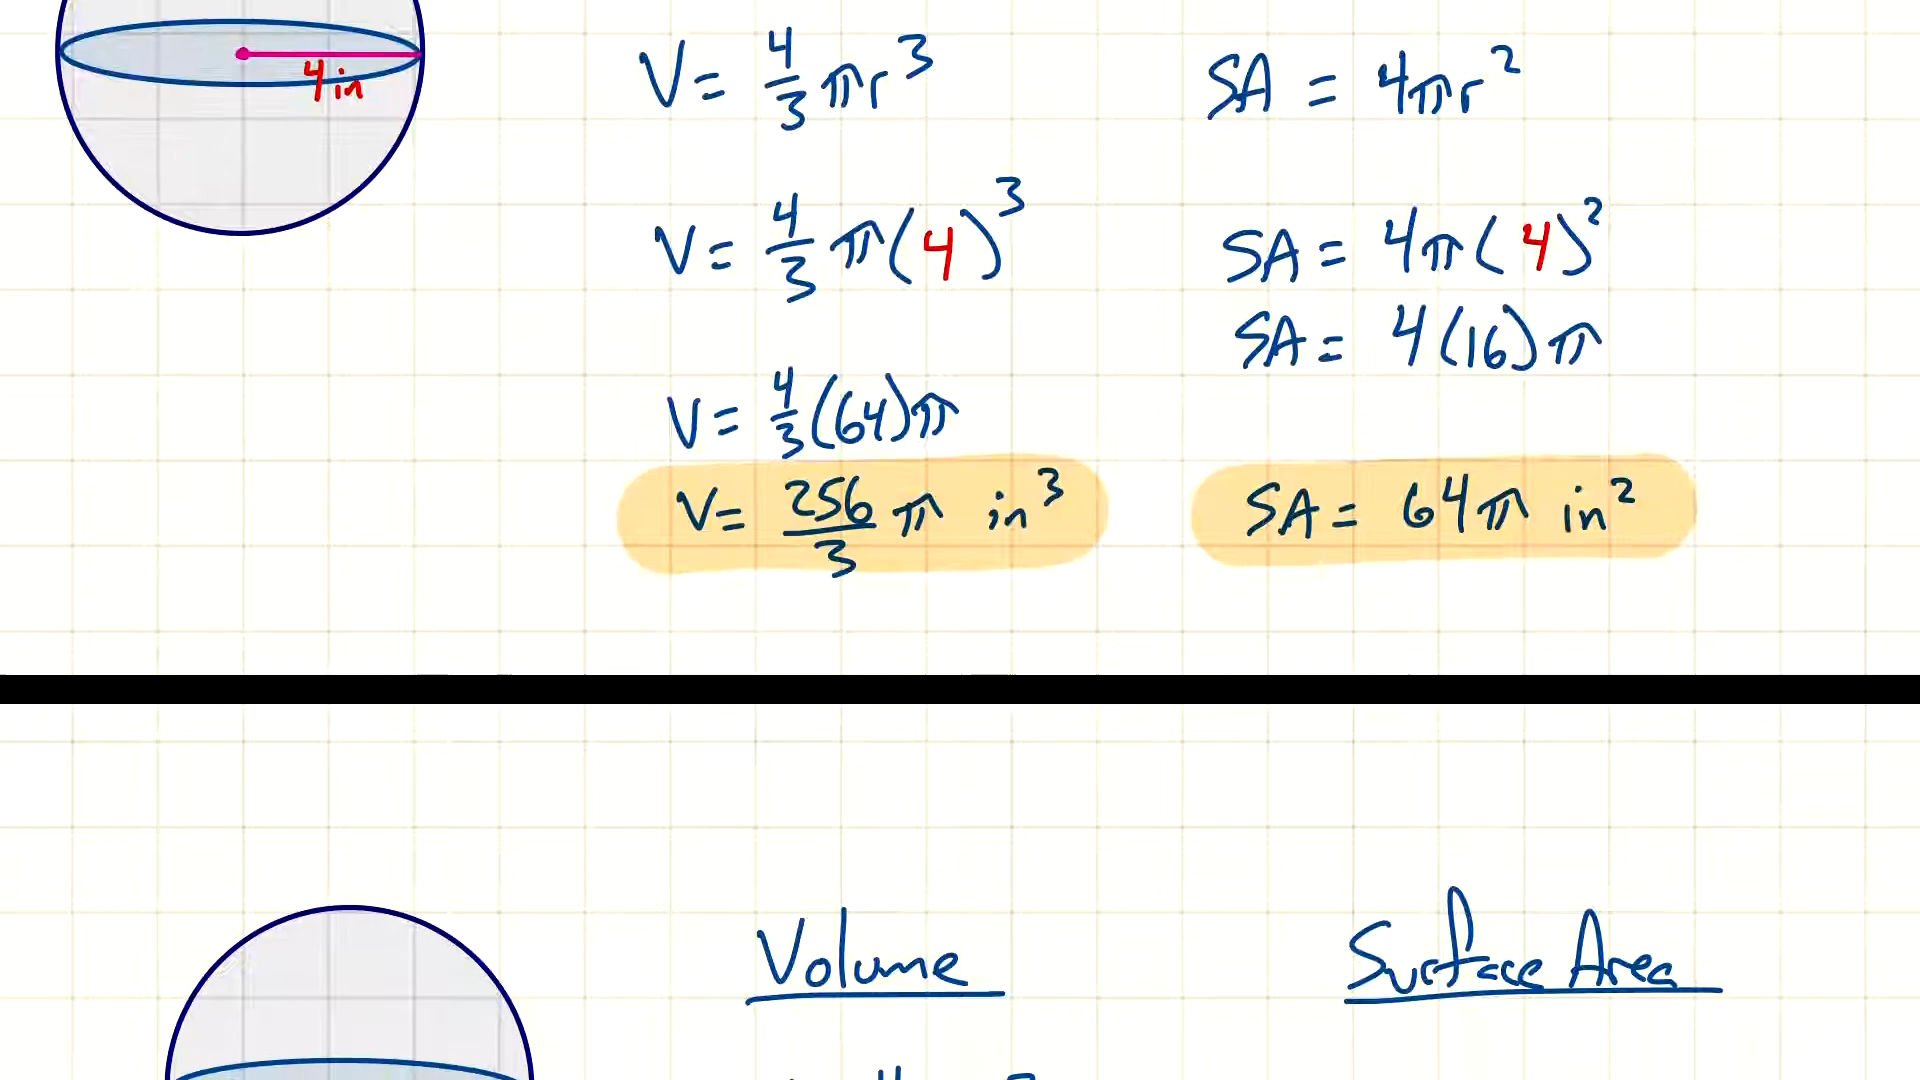 4 in
V = 4/3 πr³
SA = 4πr²
V = 4/3 π(4)³
SA = 4π(4)²
SA = 4(16)π
V = 4/3(64)π
V = 256/3 π in³
SA = 64π in²
Volume
Surface Area